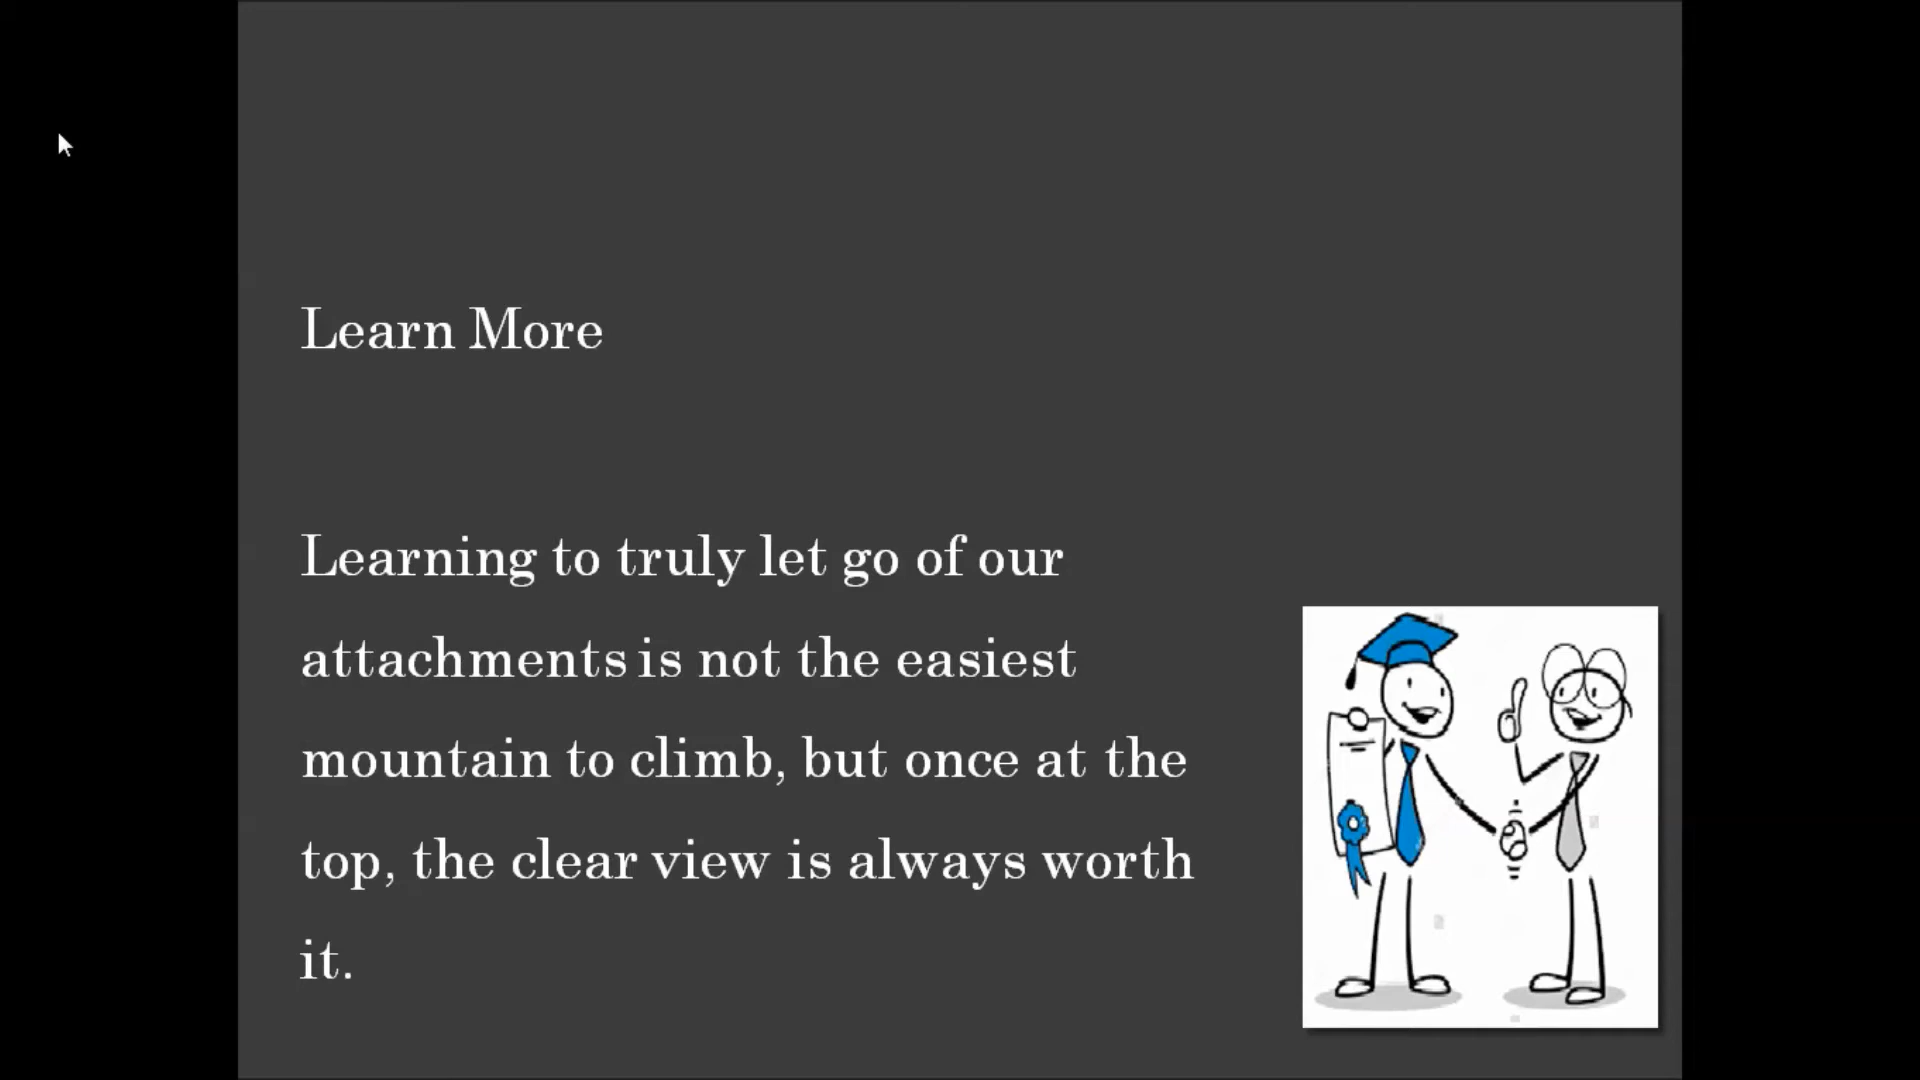 Learn More
Learning to truly let go of our
attachments is not the easiest
mountain to climb, but once at the
top, the clear view is always worth
it.